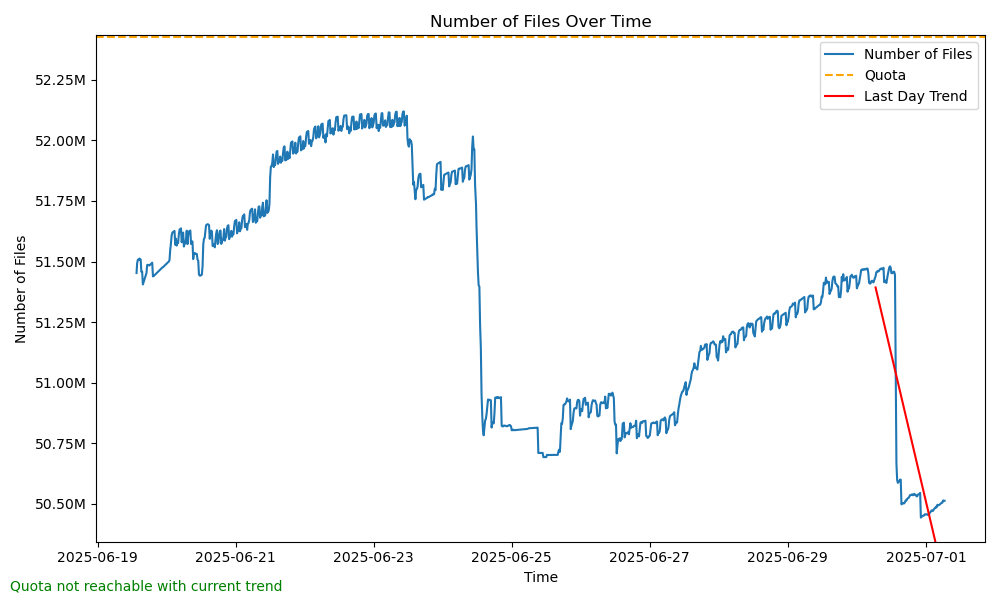 Number of Files Over Time
Number of Files
Quota
Last Day Trend
52.25M
52.00M
51.75M
51.50M
51.25M
51.00M
50.75M
50.50M
Number of Files
2025-06-19
2025-06-21
2025-06-23
2025-06-25
2025-06-27
2025-06-29
2025-07-01
Time
Quota not reachable with current trend